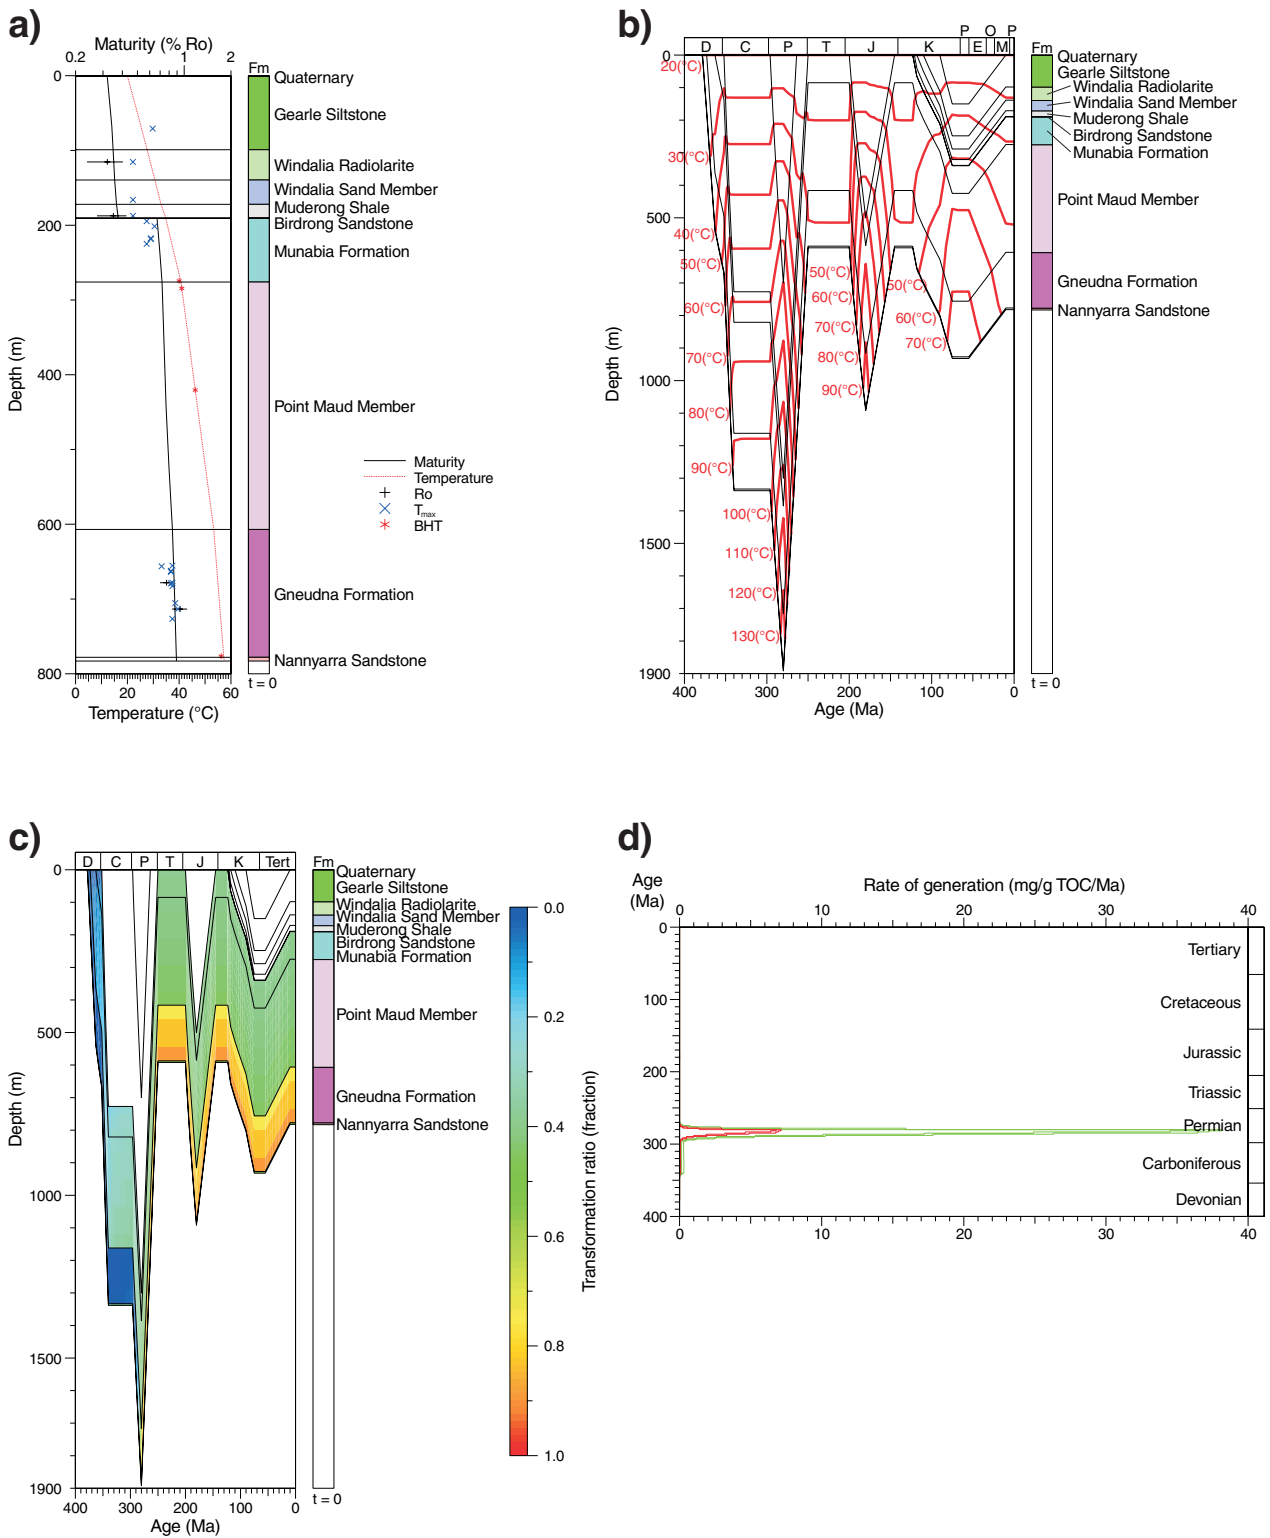 a)
Maturity (% Ro)
0.2 1 2
Fm
0
200
400
600
800
Depth (m)
Quaternary
Gearle Siltstone
Windalia Radiolarite
Windalia Sand Member
Muderong Shale
Birdrong Sandstone
Munabia Formation
Point Maud Member
Gneudna Formation
Nannyarra Sandstone
Maturity
Temperature
Ro
Tmax
BHT
t = 0
0 20 40 60
Temperature (°C)
b)
P O P
D C P T J K E M Fm
0
500
1000
1500
1900
Depth (m)
20(°C)
30(°C)
40(°C)
50(°C)
60(°C)
70(°C)
80(°C)
90(°C)
100(°C)
110(°C)
120(°C)
130(°C)
50(°C)
60(°C)
70(°C)
80(°C)
90(°C)
50(°C)
60(°C)
70(°C)
Quaternary
Gearle Siltstone
Windalia Radiolarite
Windalia Sand Member
Muderong Shale
Birdrong Sandstone
Munabia Formation
Point Maud Member
Gneudna Formation
Nannyarra Sandstone
t = 0
400 300 200 100 0
Age (Ma)
c)
D C P T J K Tert Fm
0
500
1000
1500
1900
Depth (m)
Quaternary
Gearle Siltstone
Windalia Radiolarite
Windalia Sand Member
Muderong Shale
Birdrong Sandstone
Munabia Formation
Point Maud Member
Gneudna Formation
Nannyarra Sandstone
t = 0
400 300 200 100 0
Age (Ma)
0.0
0.2
0.4
0.6
0.8
1.0
Transformation ratio (fraction)
d)
Age
(Ma)
Rate of generation (mg/g TOC/Ma)
0 10 20 30 40
0
100
200
300
400
Tertiary
Cretaceous
Jurassic
Triassic
Permian
Carboniferous
Devonian
0 10 20 30 40